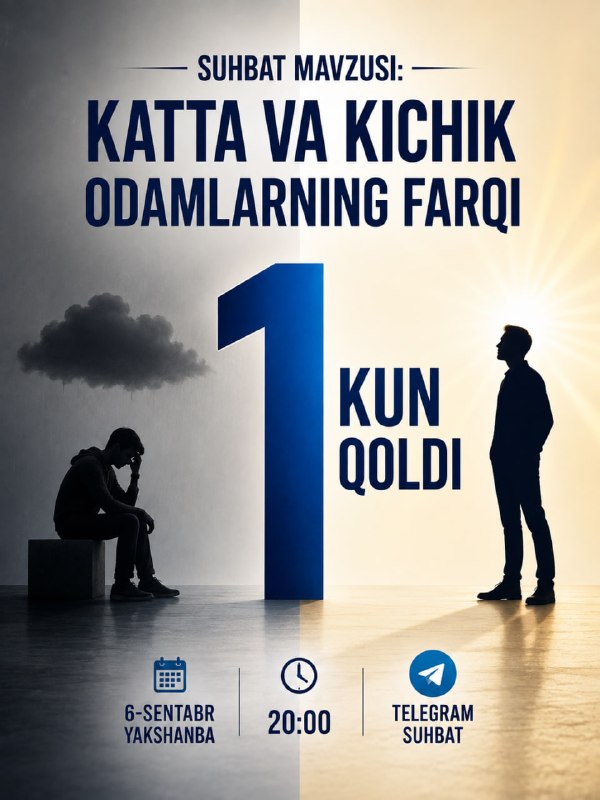 SUHBAT MAVZUSI:
KATTA VA KICHIK
ODAMLARNING FARQI
1
KUN
QOLDI
6-SENTABR
YAKSHANBA
20:00
TELEGRAM
SUHBAT